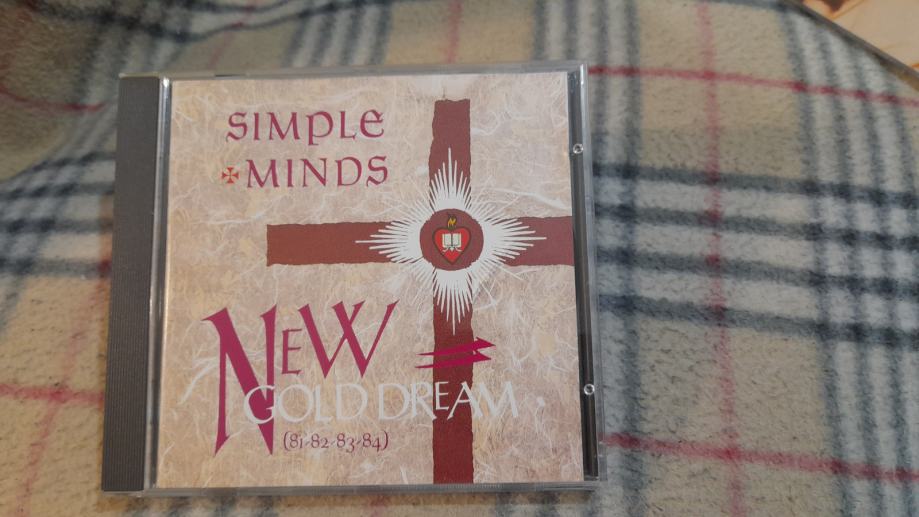 SIMPLE
MINDS
NEW
GOLD DREAM
(81-82-83-84)